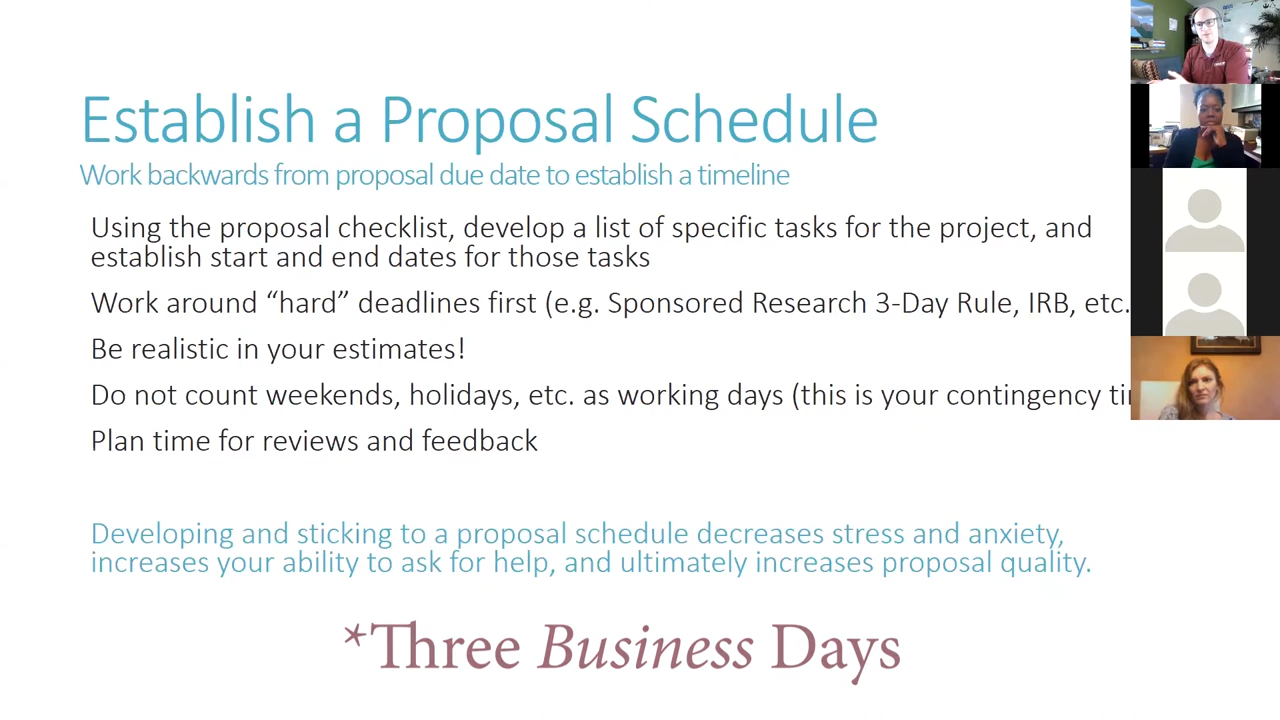 Establish a Proposal Schedule
Work backwards from proposal due date to establish a timeline
Using the proposal checklist, develop a list of specific tasks for the project, and
establish start and end dates for those tasks
Work around “hard” deadlines first (e.g. Sponsored Research 3-Day Rule, IRB, etc.
Be realistic in your estimates!
Do not count weekends, holidays, etc. as working days (this is your contingency
Plan time for reviews and feedback
Developing and sticking to a proposal schedule decreases stress and anxiety,
increases your ability to ask for help, and ultimately increases proposal quality.
*Three Business Days